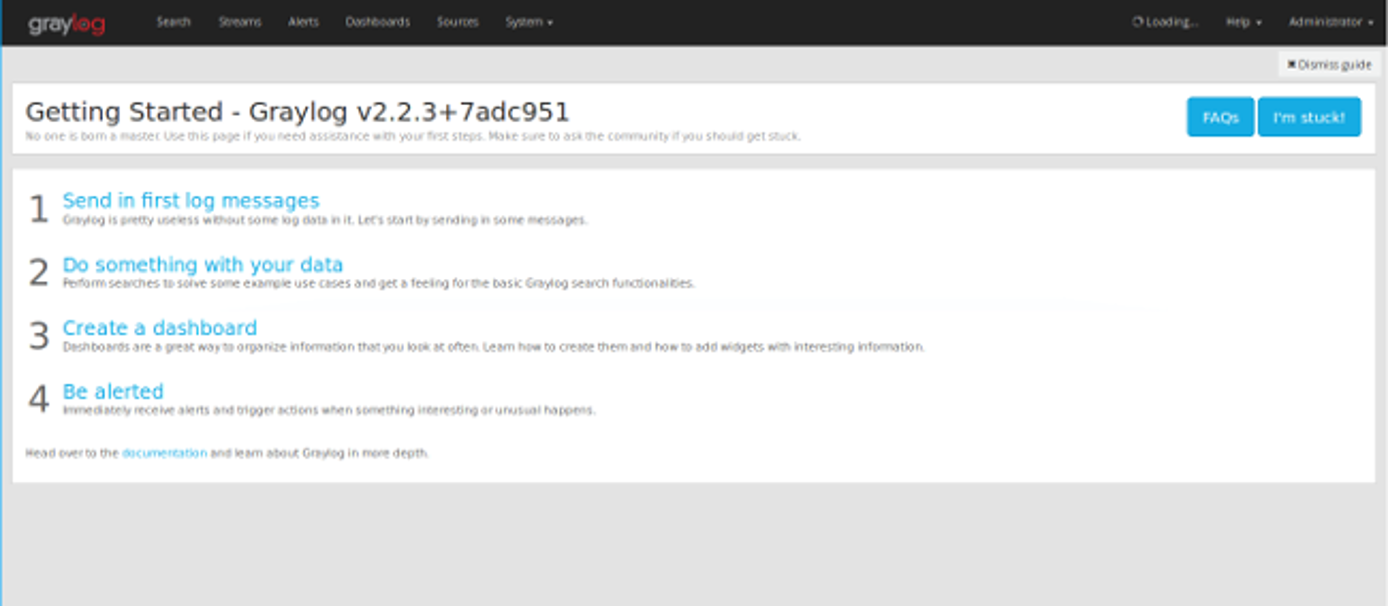 graylog Search Streams Alerts Dashboards Sources System Loading... Help Administrator
Dismiss guide
Getting Started - Graylog v2.2.3+7adc951
No one is born a master. Use this page if you need assistance with your first steps. Make sure to ask the community if you should get stuck.
FAQs I'm stuck!
1 Send in first log messages
Graylog is pretty useless without some log data in it. Let's start by sending in some messages.
2 Do something with your data
Perform searches to solve some example use cases and get a feeling for the basic Graylog search functionalities.
3 Create a dashboard
Dashboards are a great way to organize information that you look at often. Learn how to create them and how to add widgets with interesting information.
4 Be alerted
Immediately receive alerts and trigger actions when something interesting or unusual happens.
Head over to the documentation and learn about Graylog in more depth.